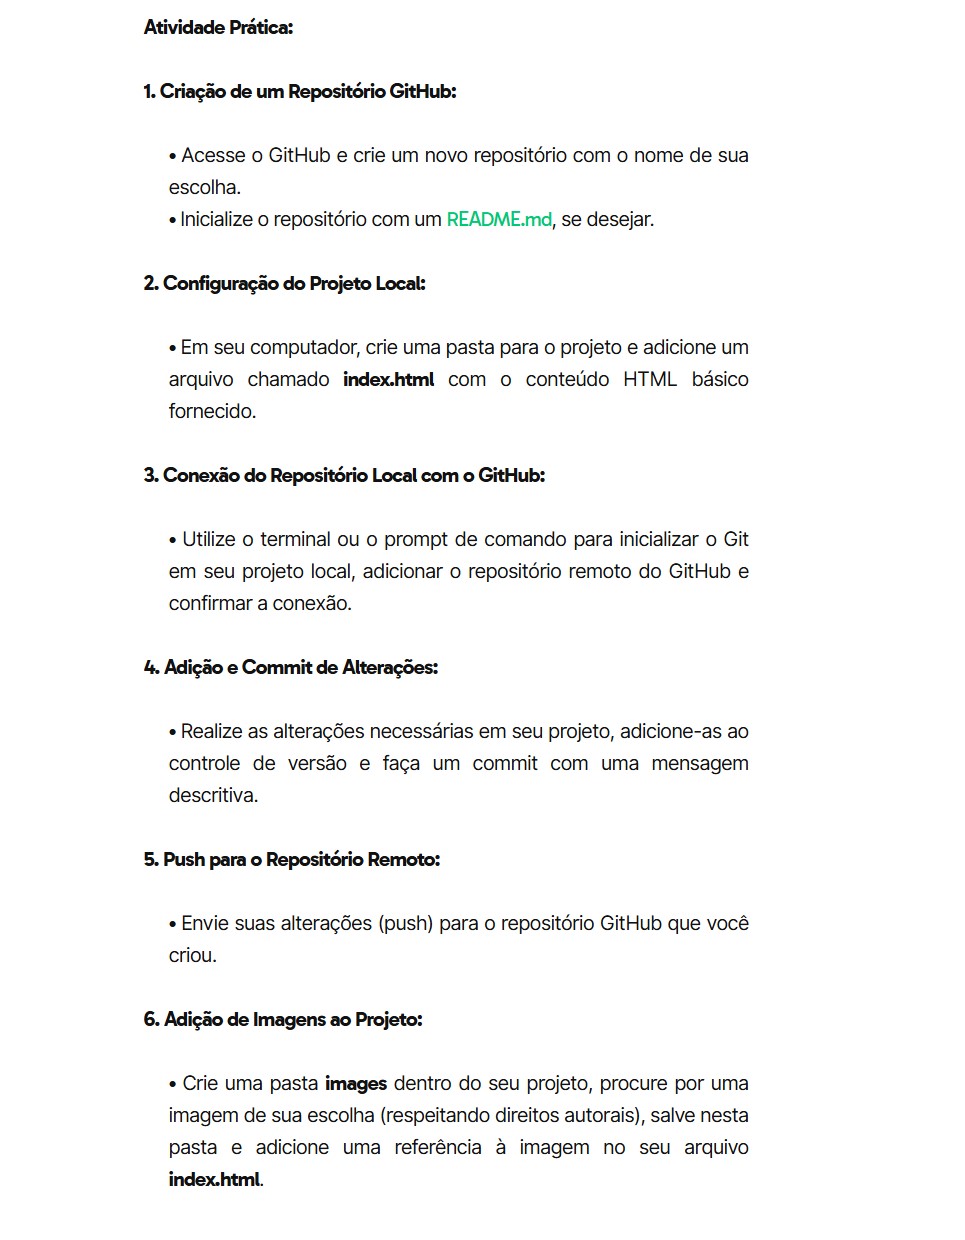 Atividade Prática:
1. Criação de um Repositório GitHub:
• Acesse o GitHub e crie um novo repositório com o nome de sua
escolha.
• Inicialize o repositório com um README.md, se desejar.
2. Configuração do Projeto Local:
• Em seu computador, crie uma pasta para o projeto e adicione um
arquivo chamado index.html com o conteúdo HTML básico
fornecido.
3. Conexão do Repositório Local com o GitHub:
• Utilize o terminal ou o prompt de comando para inicializar o Git
em seu projeto local, adicionar o repositório remoto do GitHub e
confirmar a conexão.
4. Adição e Commit de Alterações:
• Realize as alterações necessárias em seu projeto, adicione-as ao
controle de versão e faça um commit com uma mensagem
descritiva.
5. Push para o Repositório Remoto:
• Envie suas alterações (push) para o repositório GitHub que você
criou.
6. Adição de Imagens ao Projeto:
• Crie uma pasta images dentro do seu projeto, procure por uma
imagem de sua escolha (respeitando direitos autorais), salve nesta
pasta e adicione uma referência à imagem no seu arquivo
index.html.